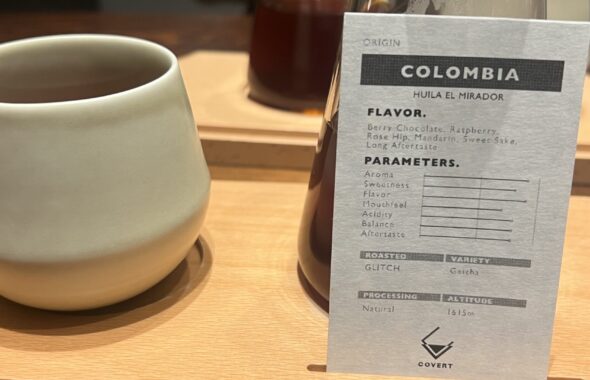 ORIGIN
COLOMBIA
HUILA EL MIRADOR
FLAVOR.
Berry Chocolate, Raspberry,
Rose Hip, Mandarin, Sweet Sake,
Long Aftertaste
PARAMETERS.
Aroma
Sweetness
Flavor
Mouthfeel
Acidity
Balance
Aftertaste
ROASTED VARIETY
GLITCH Geicha
PROCESSING ALTITUDE
Natural 1615m
COVERT